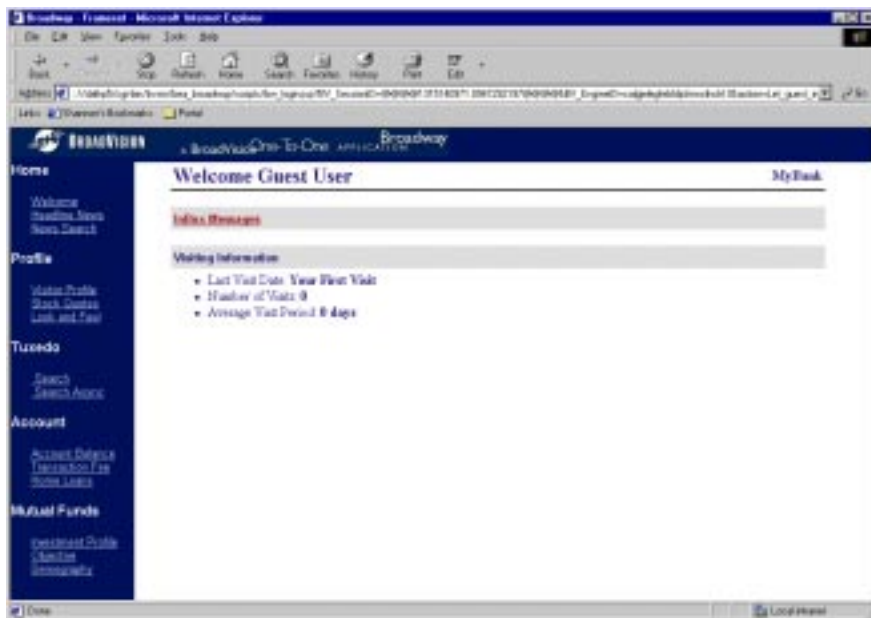 Broadway - Frameset - Microsoft Internet Explorer
File Edit View Favorites Tools Help
Back Stop Refresh Home Search Favorites History Print Edit
Address Go
Links Shannon's Bookmarks Portal
BROADVISION
a BroadVision One-To-One APPLICATION Broadway
Home
Welcome
Headline News
News Search
Profile
Visitor Profile
Stock Quotes
Look and Feel
Tuxedo
Search
Search Async
Account
Account Balance
Transaction Fee
Home Loans
Mutual Funds
Investment Profile
Objective
Demography
Welcome Guest User
MyBank
Inbox Messages
Visiting Information
Last Visit Date: Your First Visit
Number of Visits: 0
Average Visit Period: 0 days
Done
Local intranet